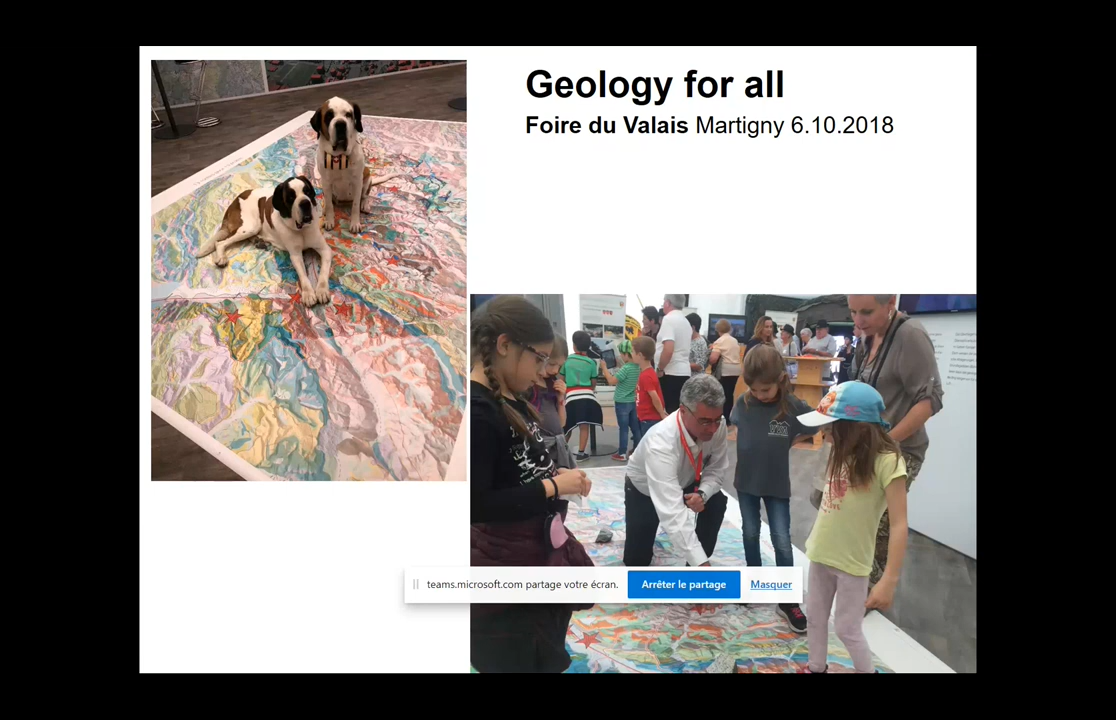 Geology for all
Foire du Valais Martigny 6.10.2018
teams.microsoft.com partage votre écran. Arrêter le partage Masquer